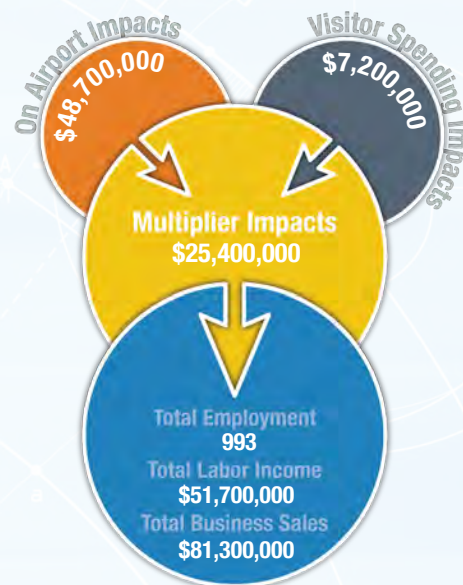 On Airport Impacts
$48,700,000
Visitor Spending Impacts
$7,200,000
Multiplier Impacts
$25,400,000
Total Employment
993
Total Labor Income
$51,700,000
Total Business Sales
$81,300,000